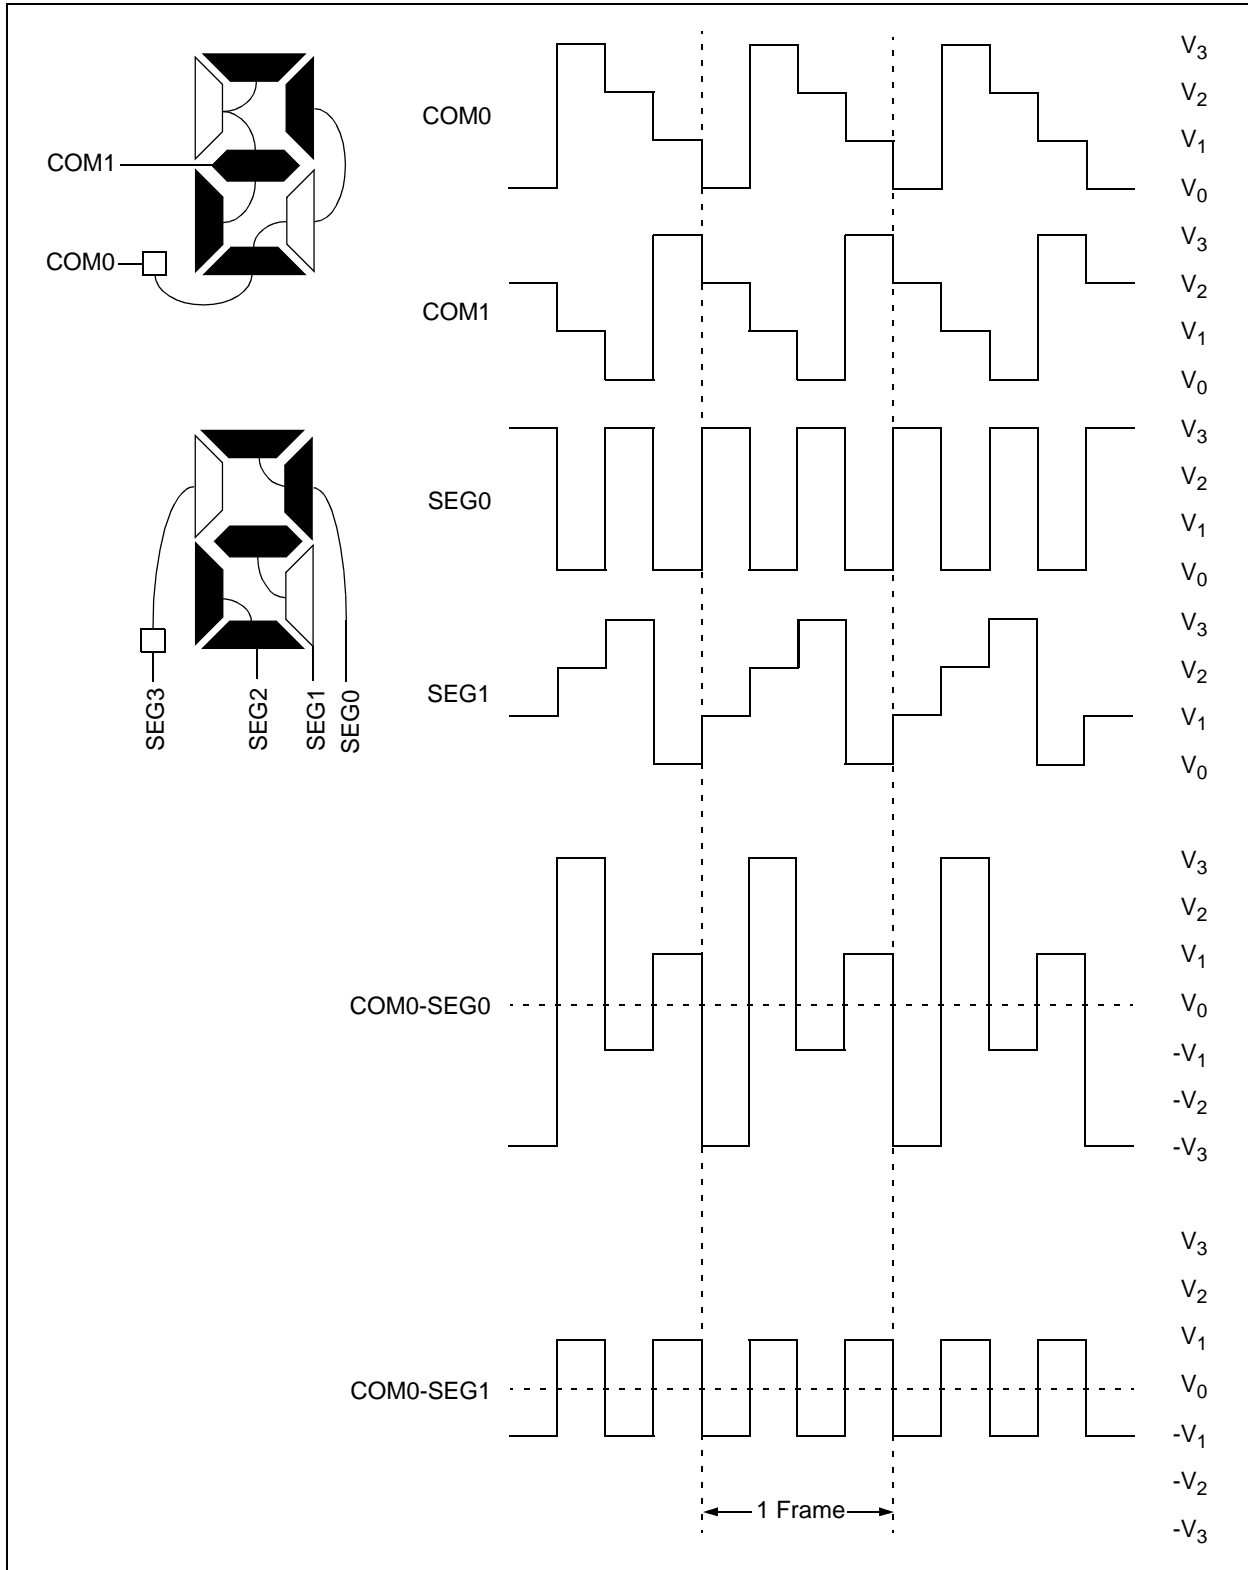 COM1
COM0
SEG3
SEG2
SEG1
SEG0
COM0
V3
V2
V1
V0
COM1
V3
V2
V1
V0
SEG0
V3
V2
V1
V0
SEG1
V3
V2
V1
V0
COM0-SEG0
V3
V2
V1
V0
-V1
-V2
-V3
COM0-SEG1
V3
V2
V1
V0
-V1
-V2
-V3
1 Frame